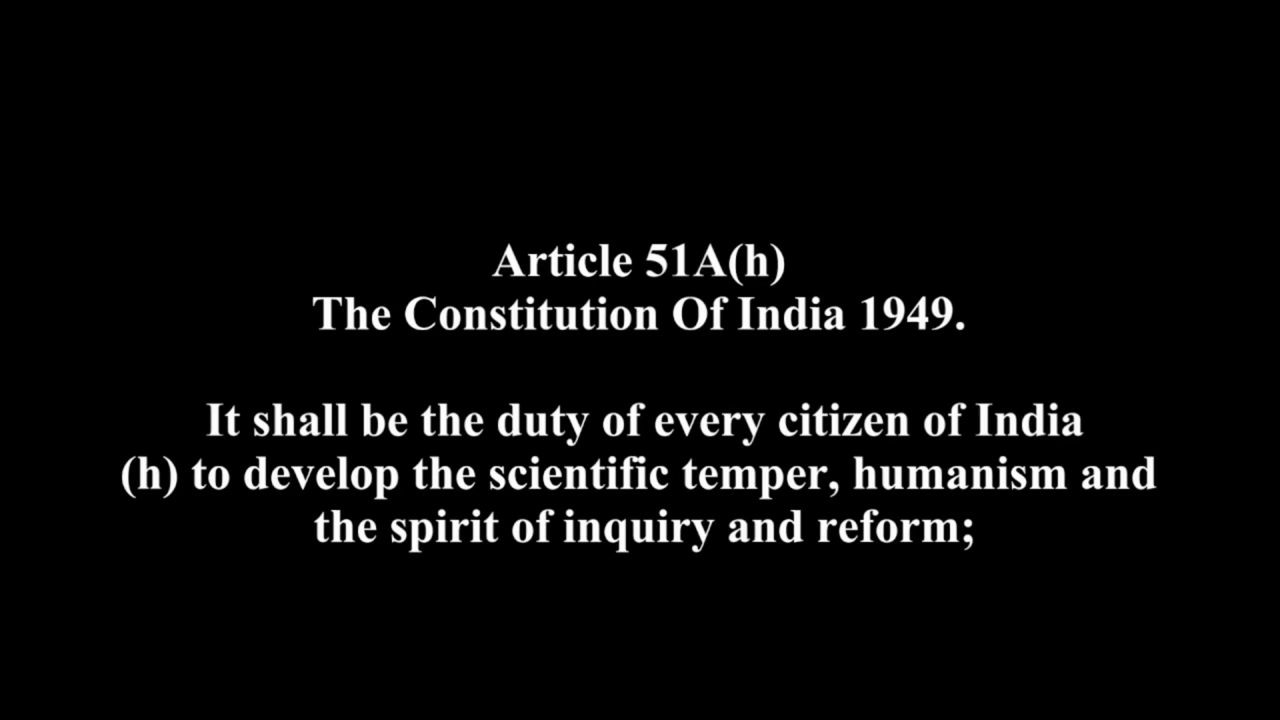 Article 51A(h)
The Constitution Of India 1949.
It shall be the duty of every citizen of India
(h) to develop the scientific temper, humanism and
the spirit of inquiry and reform;